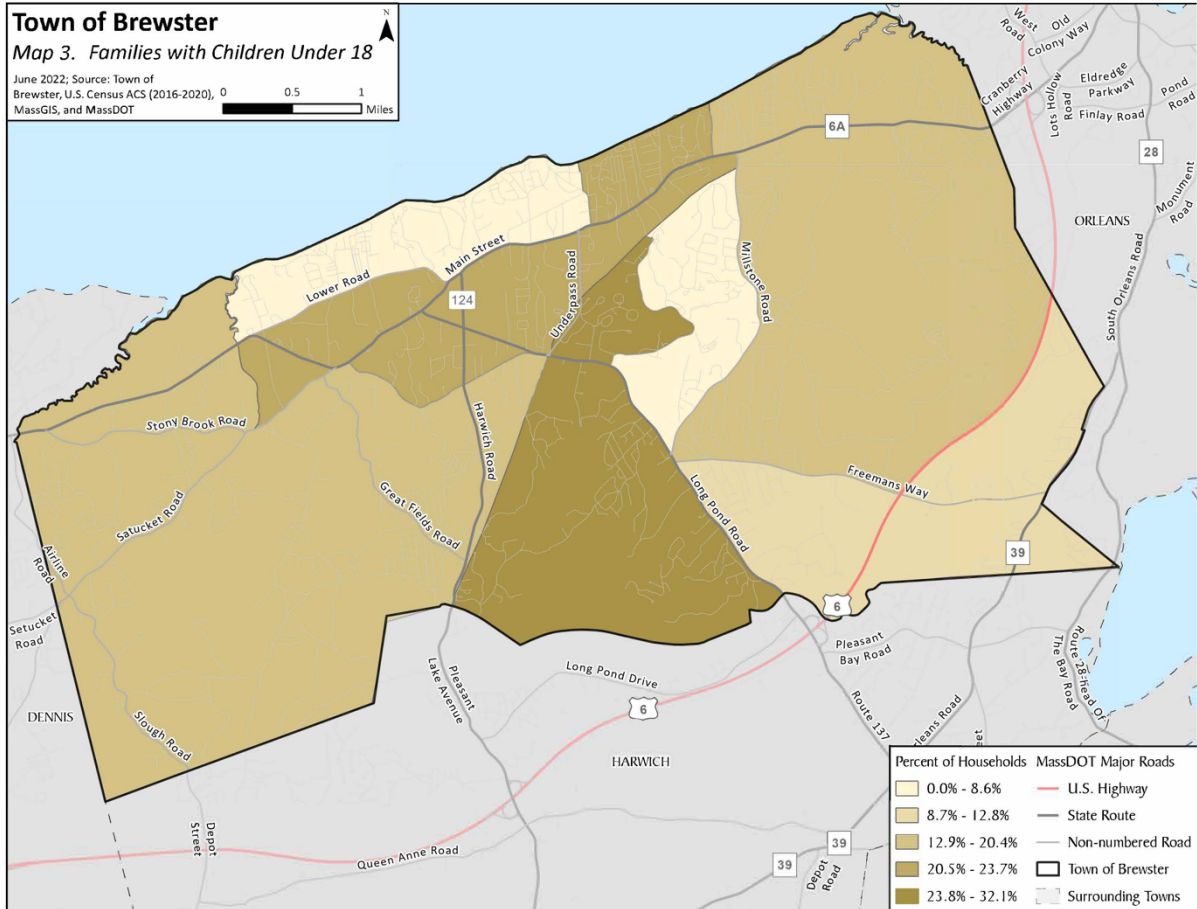 Town of Brewster
Map 3. Families with Children Under 18
June 2022; Source: Town of
Brewster, U.S. Census ACS (2016-2020),
MassGIS, and MassDOT
0 0.5 1
Miles
N
West Road
Old Colony Way
Cranberry Highway
Lots Hollow Road
Eldredge Parkway
Pond Road
Finlay Road
6A
28
Monument Road
ORLEANS
South Orleans Road
Main Street
Lower Road
124
Underpass Road
Millstone Road
Stony Brook Road
Harwich Road
Satucket Road
Great Fields Road
Long Pond Road
Freemans Way
Airline Road
39
Setucket Road
6
Pleasant Bay Road
Route 28-Head Of The Bay Road
Pleasant Lake Avenue
Long Pond Drive
6
Route 137
rleans Road
DENNIS
Slough Road
HARWICH
Depot Street
Depot Road
Queen Anne Road
39
39
Percent of Households
0.0% - 8.6%
8.7% - 12.8%
12.9% - 20.4%
20.5% - 23.7%
23.8% - 32.1%
MassDOT Major Roads
U.S. Highway
State Route
Non-numbered Road
Town of Brewster
Surrounding Towns